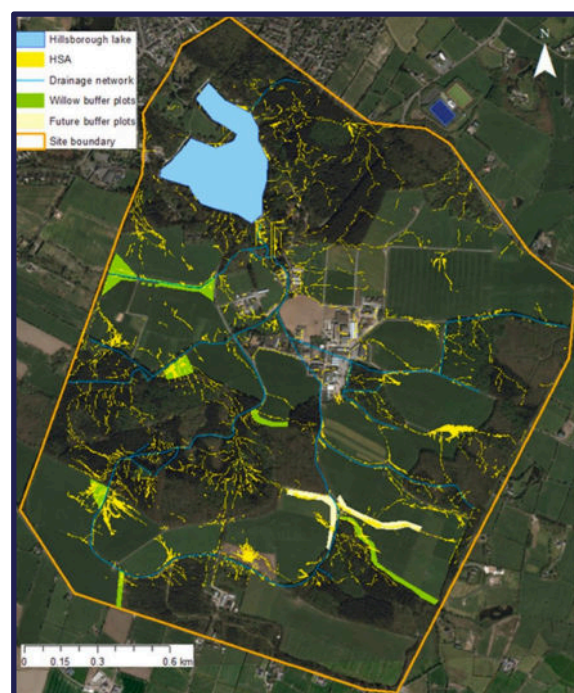 Hillsborough lake
HSA
Drainage network
Willow buffer plots
Future buffer plots
Site boundary
N
0 0.15 0.3 0.6 km